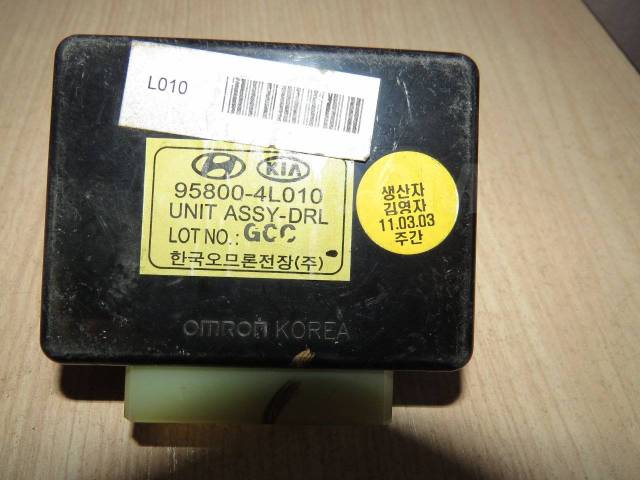 L010
KIA
95800-4L010
UNIT ASSY-DRL
LOT NO.: GCC
한국오므론전장(주)
생산자
김영자
11.03.03
주간
omron KOREA